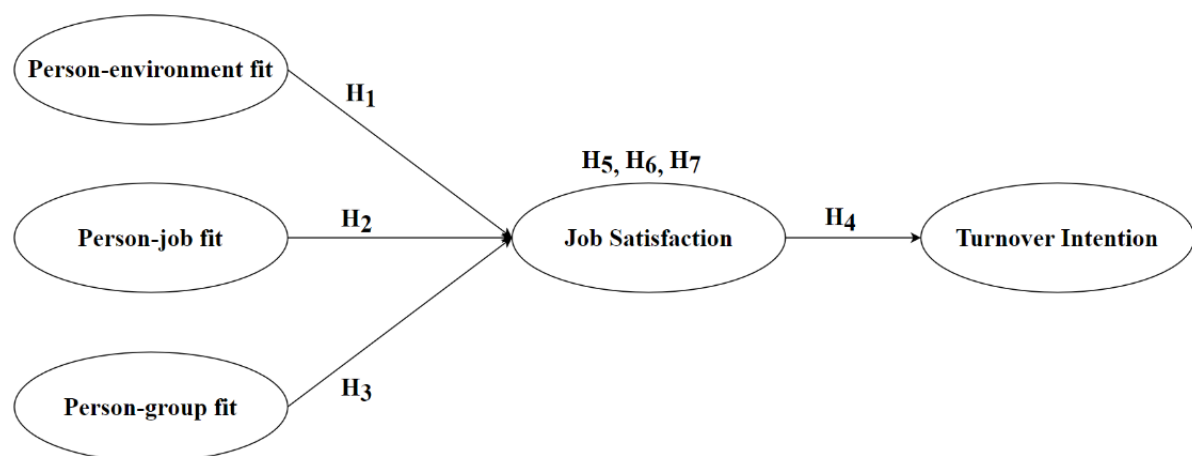 Person-environment fit
H1
H5, H6, H7
Person-job fit
H2
Job Satisfaction
H4
Turnover Intention
H3
Person-group fit